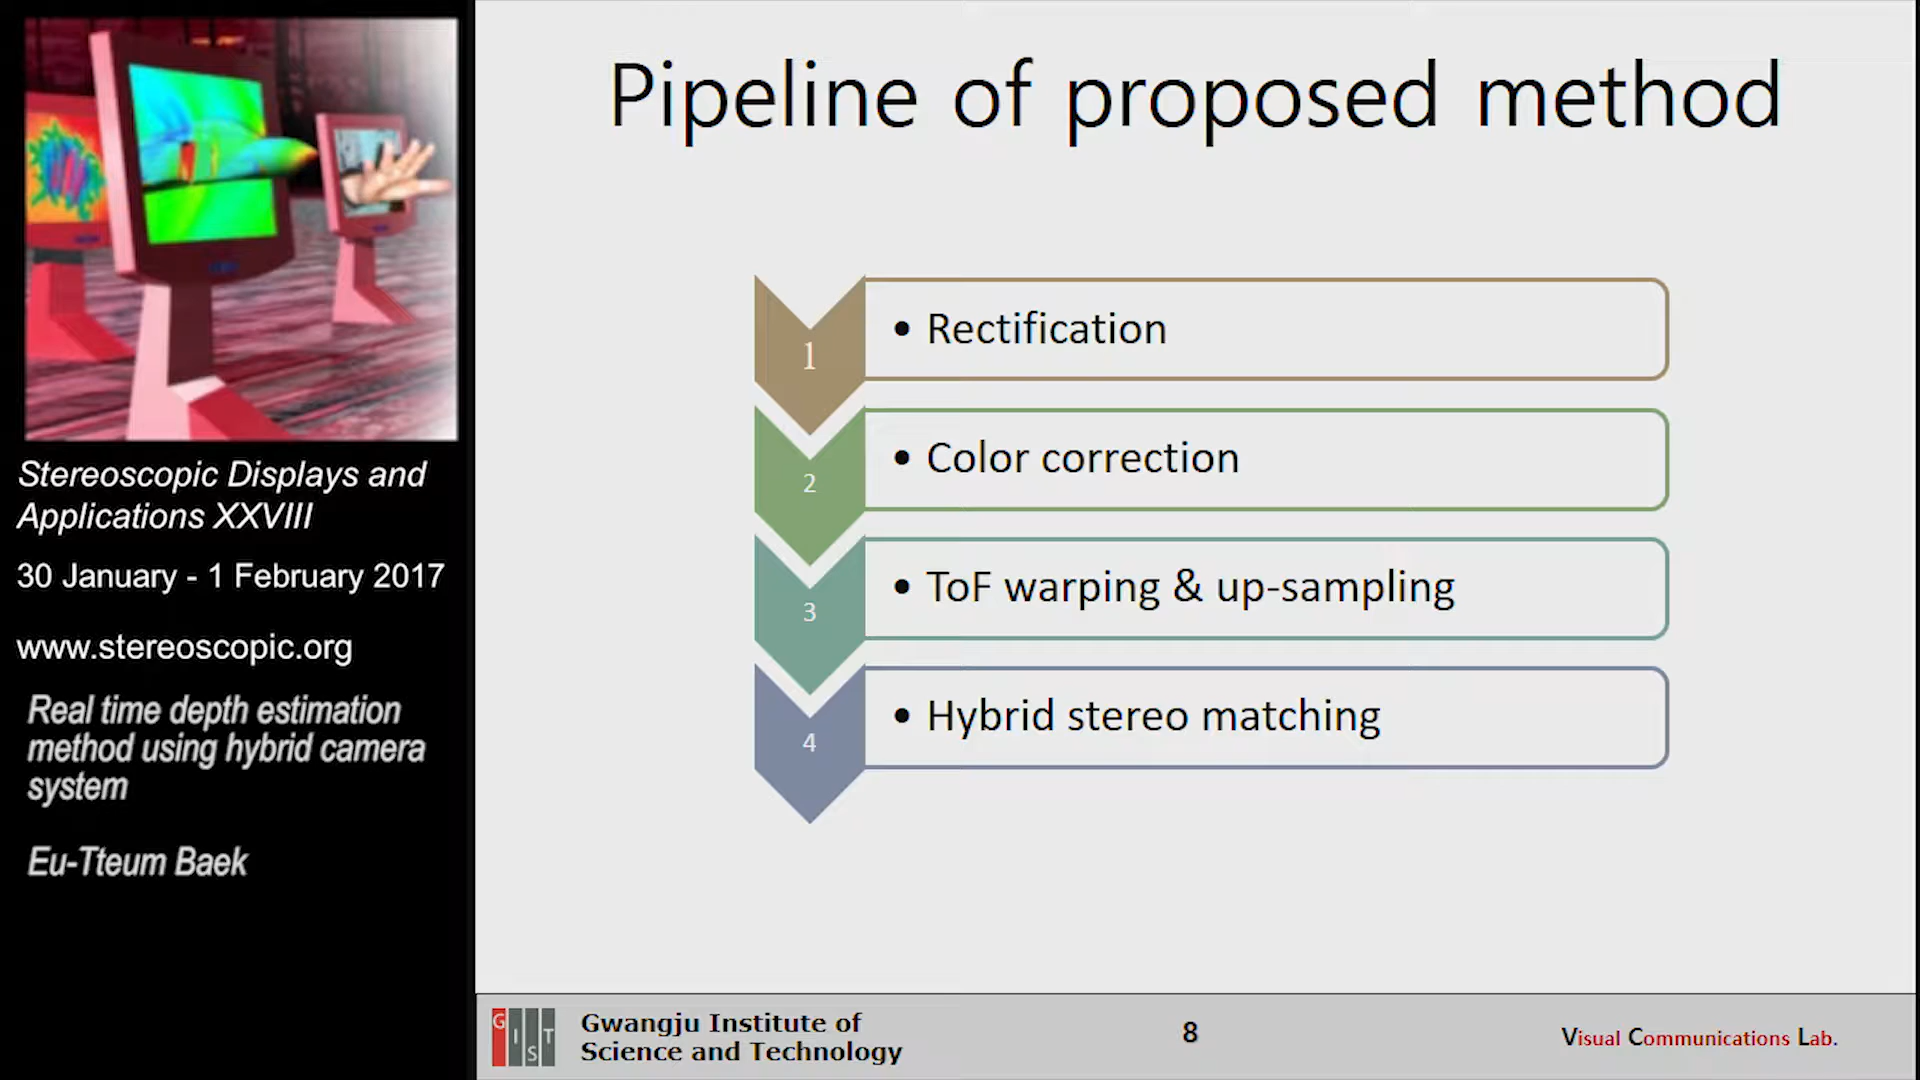 Stereoscopic Displays and
Applications XXVIII
30 January - 1 February 2017
www.stereoscopic.org
Real time depth estimation
method using hybrid camera
system
Eu-Tteum Baek
Pipeline of proposed method
1
• Rectification
2
• Color correction
3
• ToF warping & up-sampling
4
• Hybrid stereo matching
GIST
Gwangju Institute of
Science and Technology
8
Visual Communications Lab.